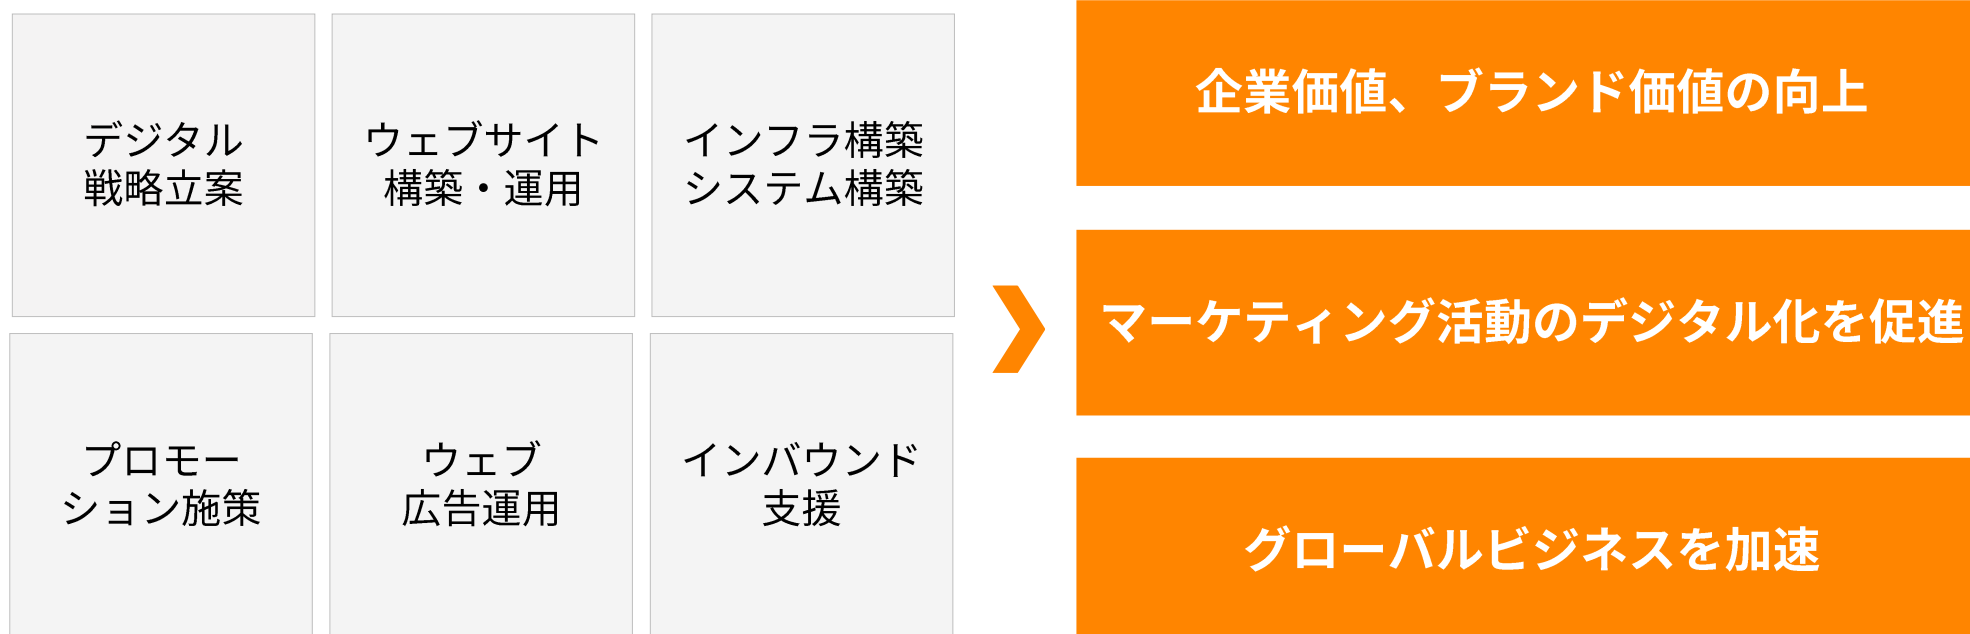 デジタル
戦略立案
ウェブサイト
構築・運用
インフラ構築
システム構築
プロモー
ション施策
ウェブ
広告運用
インバウンド
支援
企業価値、ブランド価値の向上
マーケティング活動のデジタル化を促進
グローバルビジネスを加速